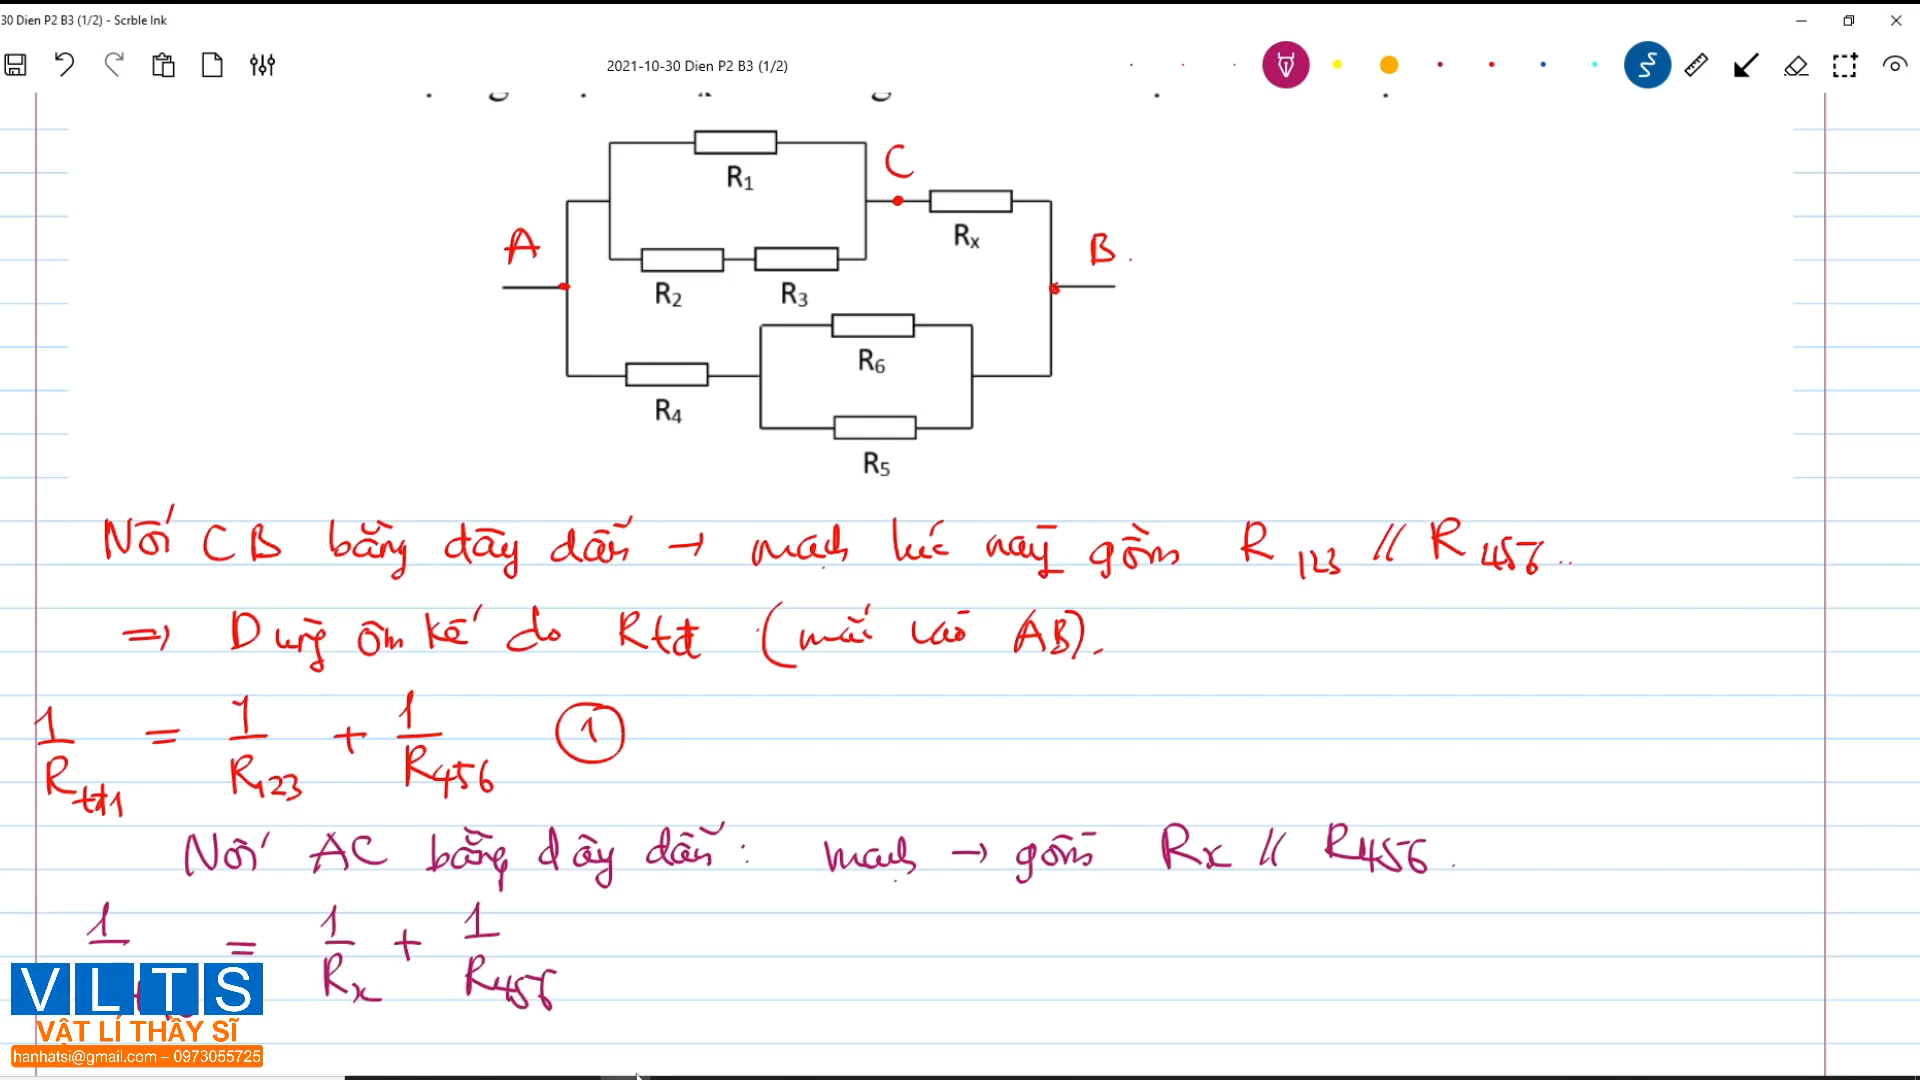 30 Dien P2 B3 (1/2) - Scrble Ink
2021-10-30 Dien P2 B3 (1/2)
R1
C
Rx
A
B
R2
R3
R6
R4
R5
Nối CB bằng dây dẫn → mạch lúc này gồm R123 // R456
⇒ Dùng ôm kế đo Rtđ (mắc vào AB).
1/Rtđ1 = 1/R123 + 1/R456 ①
Nối AC bằng dây dẫn: mạch → gồm Rx // R456.
1 = 1/Rx + 1/R456
VLTS
VẬT LÍ THẦY SĨ
hanhatsi@gmail.com – 0973055725